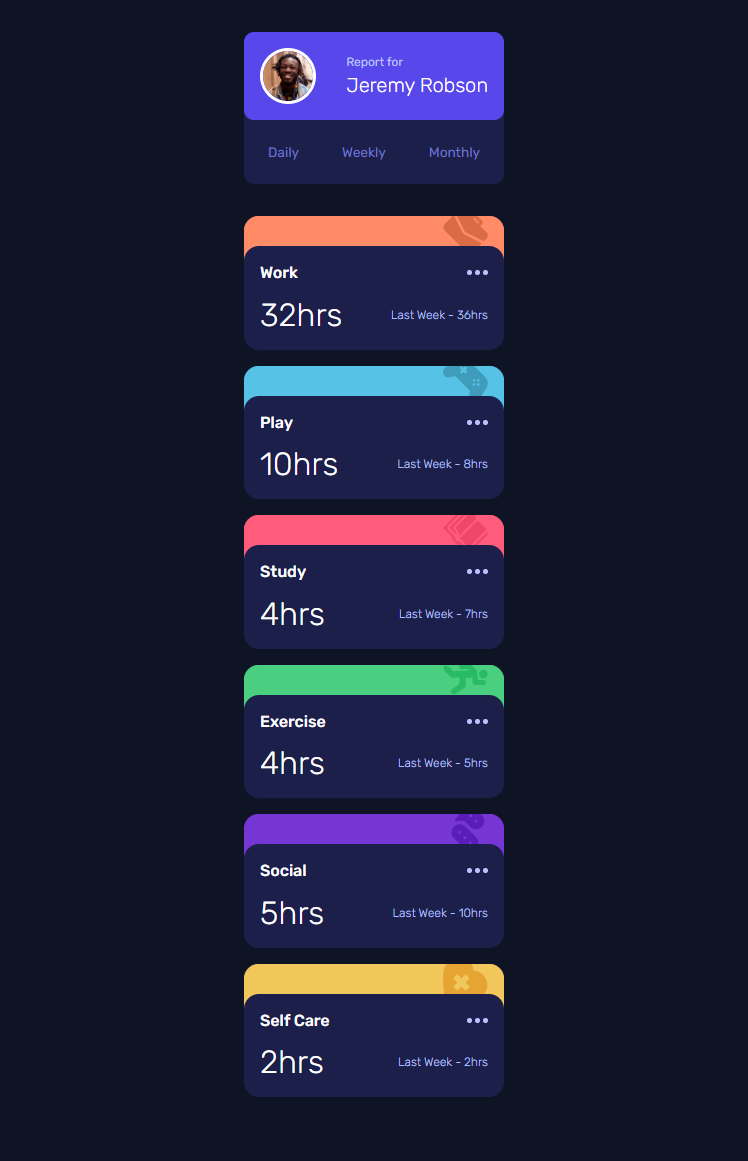 Report for
Jeremy Robson
Daily Weekly Monthly
Work
32hrs Last Week - 36hrs
Play
10hrs Last Week - 8hrs
Study
4hrs Last Week - 7hrs
Exercise
4hrs Last Week - 5hrs
Social
5hrs Last Week - 10hrs
Self Care
2hrs Last Week - 2hrs